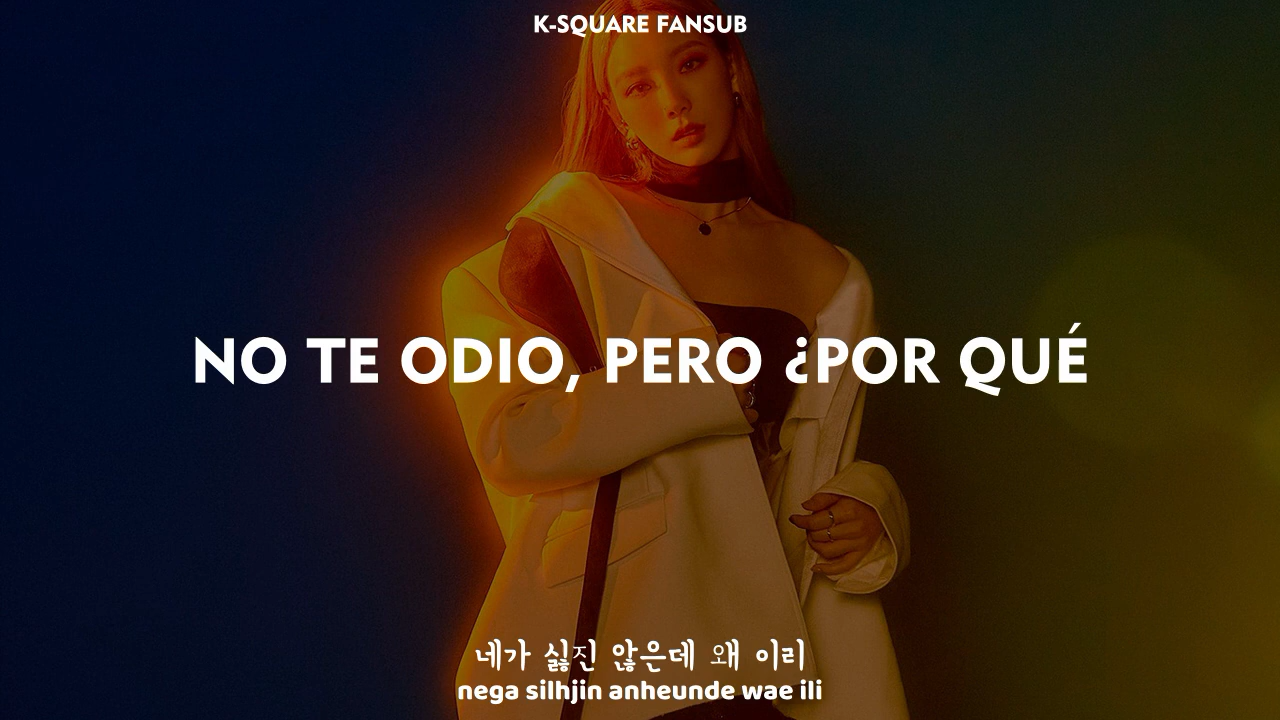 K-SQUARE FANSUB
NO TE ODIO, PERO ¿POR QUÉ
네가 싫진 않은데 왜 이리
nega silhjin anheunde wae ili